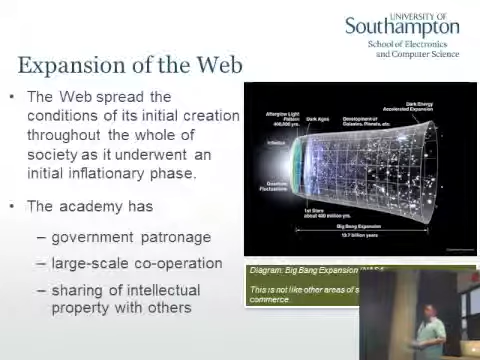 UNIVERSITY OF
Southampton
School of Electronics
and Computer Science
Expansion of the Web
• The Web spread the
conditions of its initial creation
throughout the whole of
society as it underwent an
initial inflationary phase.
• The academy has
– government patronage
– large-scale co-operation
– sharing of intellectual
property with others
Afterglow Light
Pattern
400,000 yrs.
Dark Ages
Development of
Galaxies, Planets, etc.
Dark Energy
Accelerated Expansion
Inflation
Quantum
Fluctuations
1st Stars
about 400 million yrs.
Big Bang Expansion
13.7 billion years
Diagram: Big Bang Expansion
This is not like other areas of
commerce.